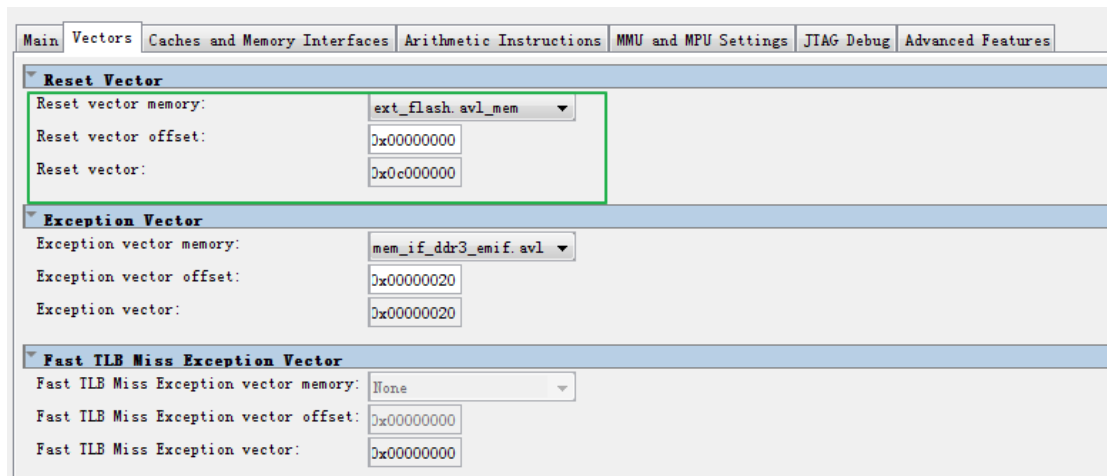 Main Vectors Caches and Memory Interfaces Arithmetic Instructions MMU and MPU Settings JTAG Debug Advanced Features
Reset Vector
Reset vector memory: ext_flash.avl_mem
Reset vector offset: 0x00000000
Reset vector: 0x0c000000
Exception Vector
Exception vector memory: mem_if_ddr3_emif.avl
Exception vector offset: 0x00000020
Exception vector: 0x00000020
Fast TLB Miss Exception Vector
Fast TLB Miss Exception vector memory: None
Fast TLB Miss Exception vector offset: 0x00000000
Fast TLB Miss Exception vector: 0x00000000